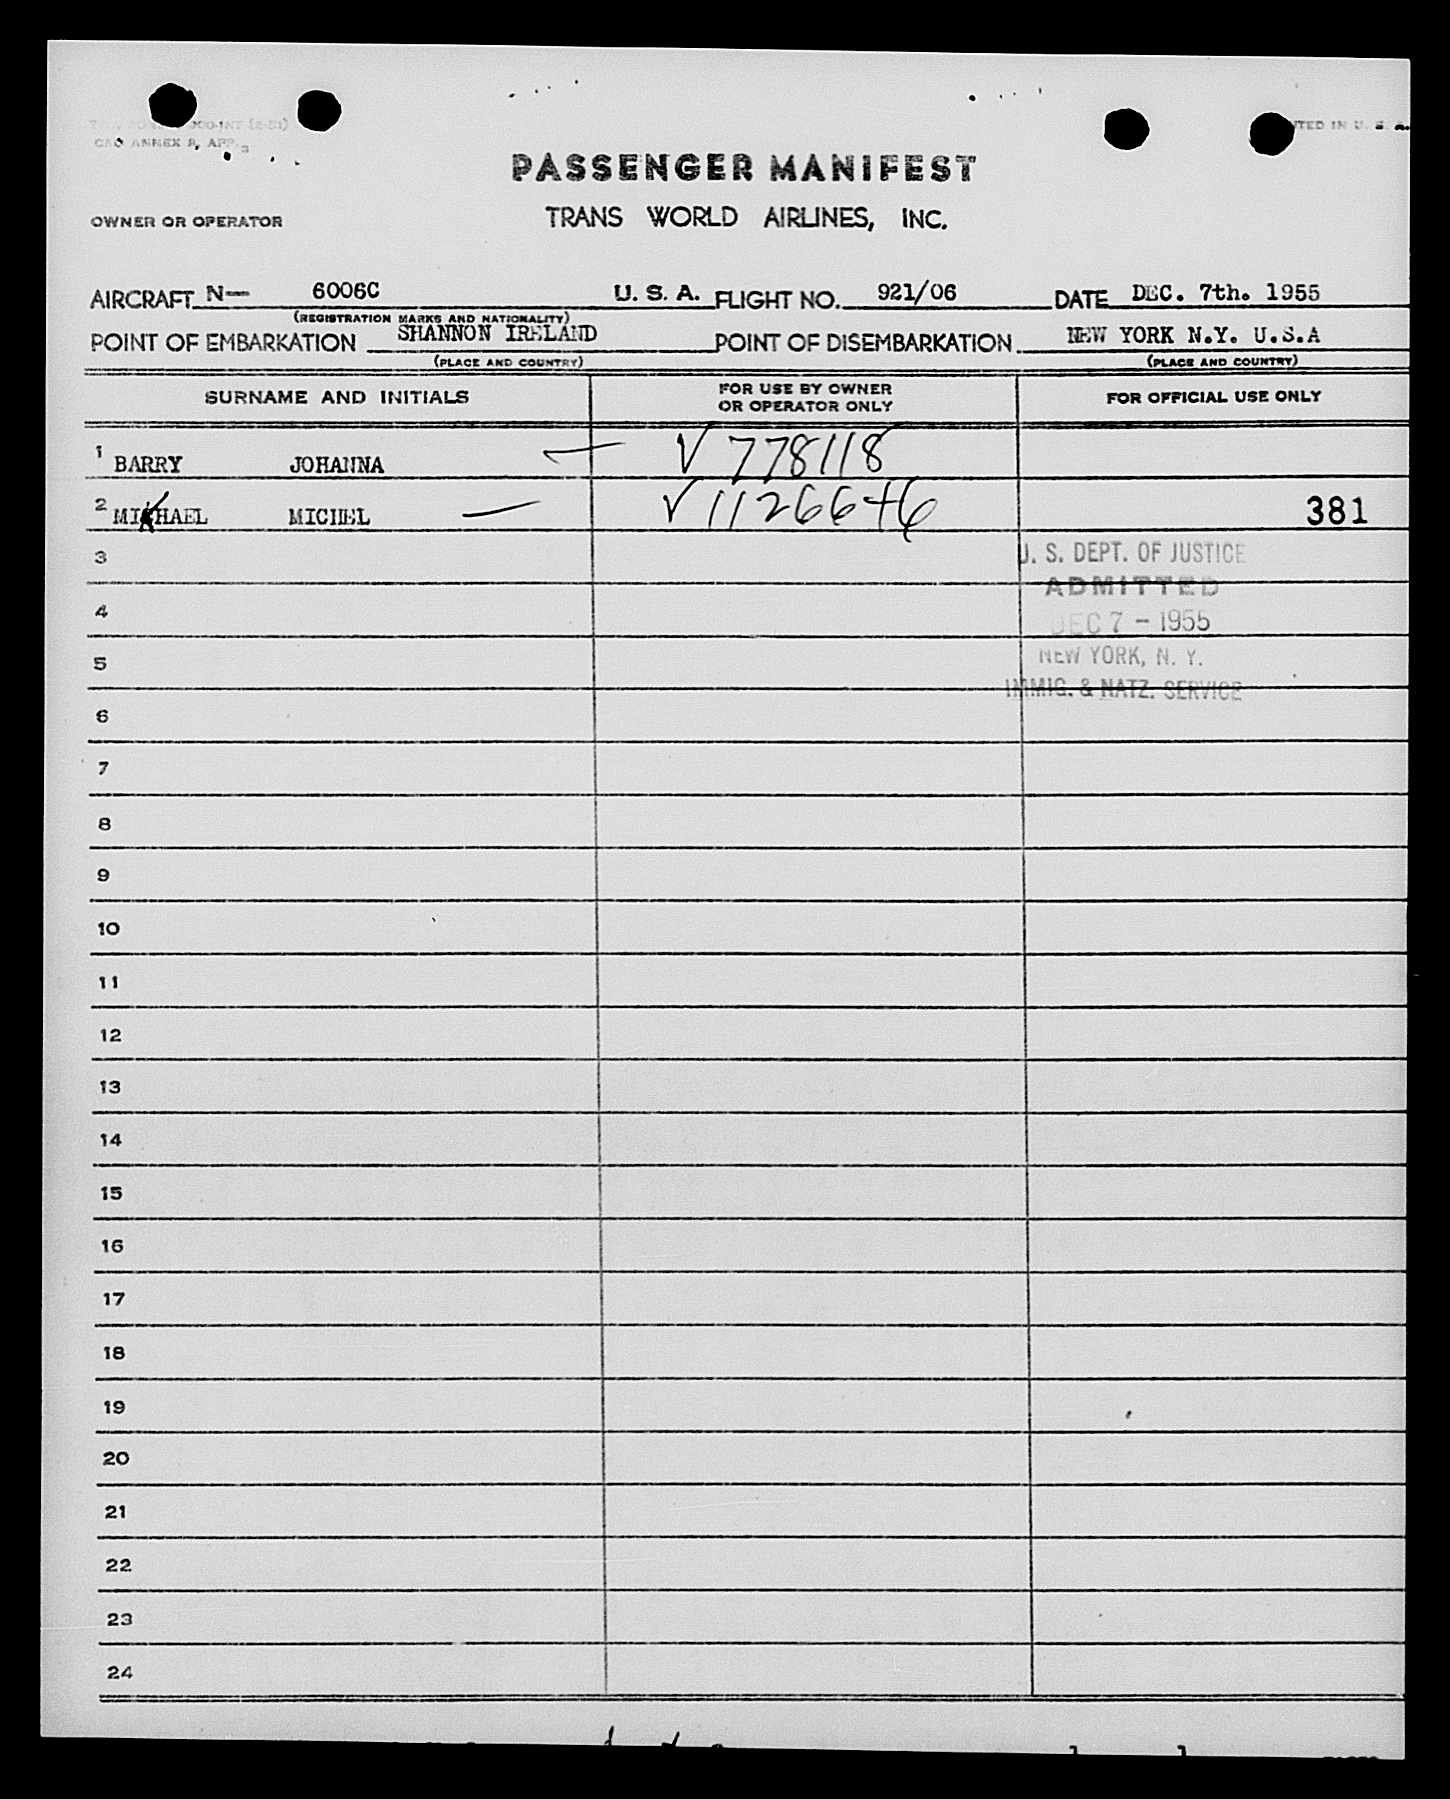 CAO ANNEX 9, APP. 3
PASSENGER MANIFEST
OWNER OR OPERATOR
TRANS WORLD AIRLINES, INC.
AIRCRAFT N— 6006C U. S. A. FLIGHT NO. 921/06 DATE DEC. 7th. 1955
(REGISTRATION MARKS AND NATIONALITY)
POINT OF EMBARKATION SHANNON IRELAND POINT OF DISEMBARKATION NEW YORK N.Y. U.S.A
(PLACE AND COUNTRY) (PLACE AND COUNTRY)
SURNAME AND INITIALS FOR USE BY OWNER OR OPERATOR ONLY FOR OFFICIAL USE ONLY
1 BARRY JOHANNA — V 778118
2 MICHAEL MICHEL — V 1126646 381
3
U. S. DEPT. OF JUSTICE
ADMITTED
4
DEC 7 - 1955
5
NEW YORK, N. Y.
IMMIG. & NATZ. SERVICE
6
7
8
9
10
11
12
13
14
15
16
17
18
19
20
21
22
23
24